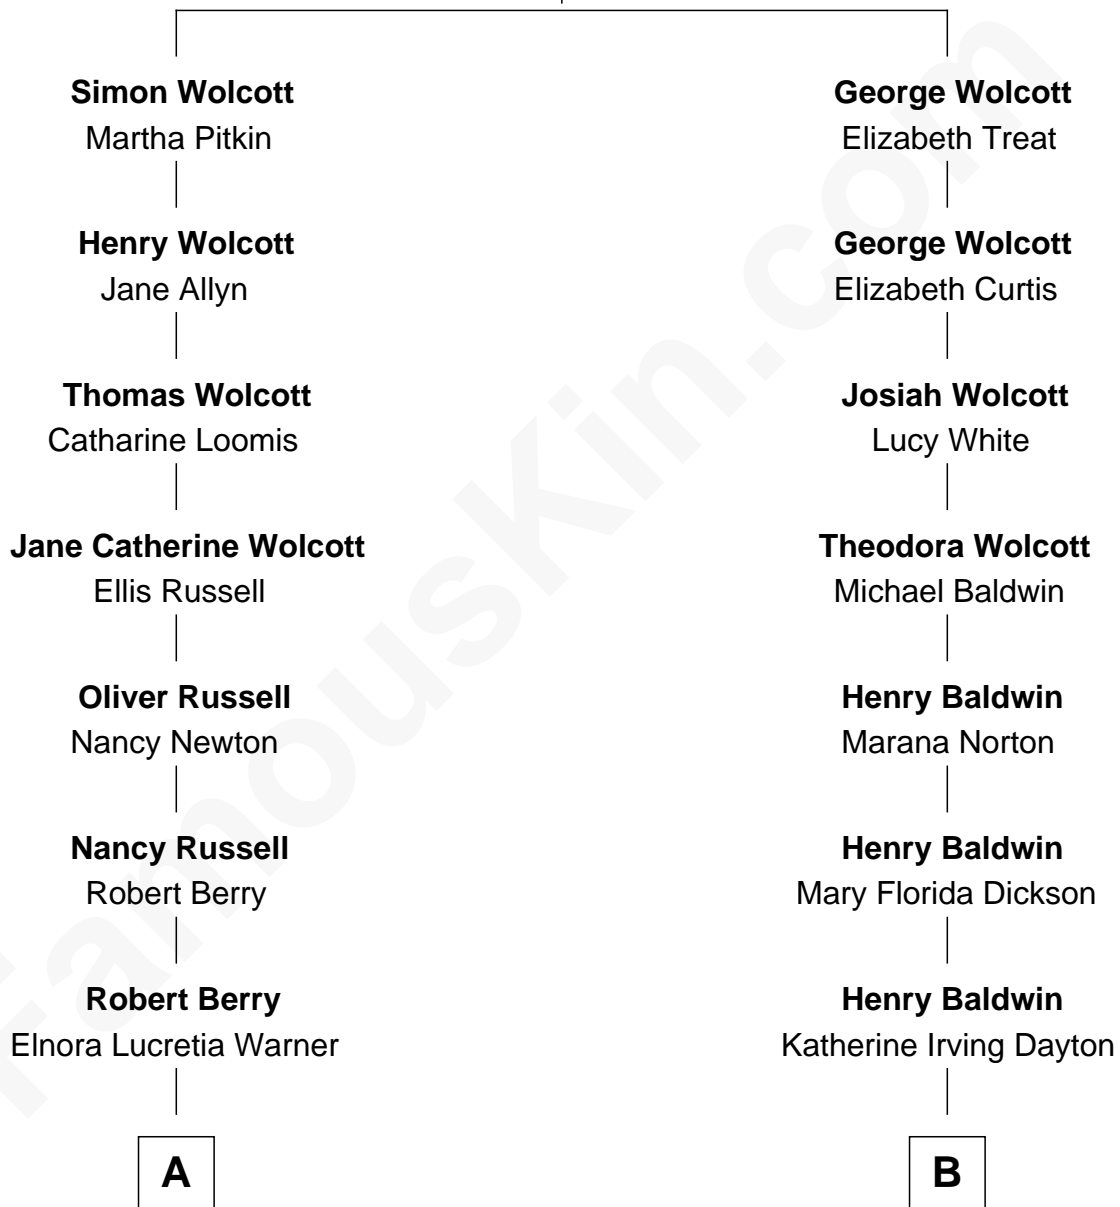 Simon Wolcott
Martha Pitkin
Henry Wolcott
Jane Allyn
Thomas Wolcott
Catharine Loomis
Jane Catherine Wolcott
Ellis Russell
Oliver Russell
Nancy Newton
Nancy Russell
Robert Berry
Robert Berry
Elnora Lucretia Warner
A
George Wolcott
Elizabeth Treat
George Wolcott
Elizabeth Curtis
Josiah Wolcott
Lucy White
Theodora Wolcott
Michael Baldwin
Henry Baldwin
Marana Norton
Henry Baldwin
Mary Florida Dickson
Henry Baldwin
Katherine Irving Dayton
B
FamousKin.com